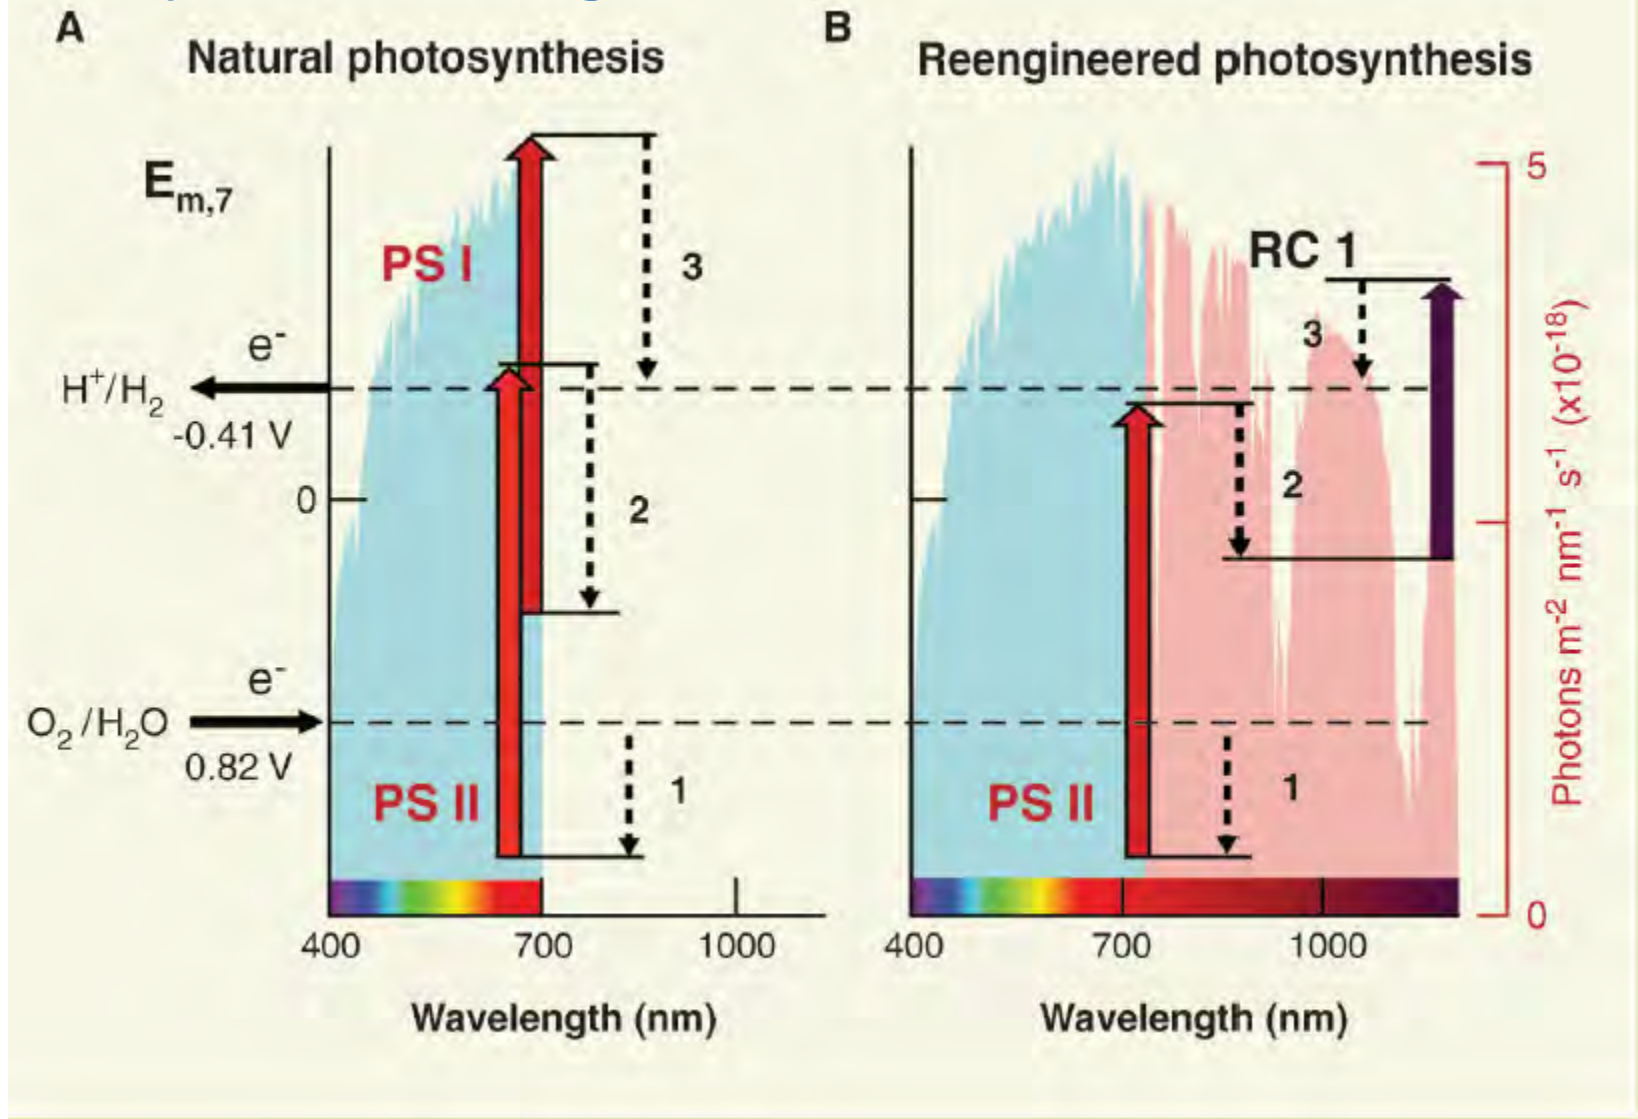 A
Natural photosynthesis
E_m,7
PS I
3
e-
H+/H2
-0.41 V
0
2
e-
O2/H2O
0.82 V
PS II
1
400 700 1000
Wavelength (nm)
B
Reengineered photosynthesis
RC 1
3
2
PS II
1
400 700 1000
Wavelength (nm)
5
0
Photons m-2 nm-1 s-1 (x10-18)